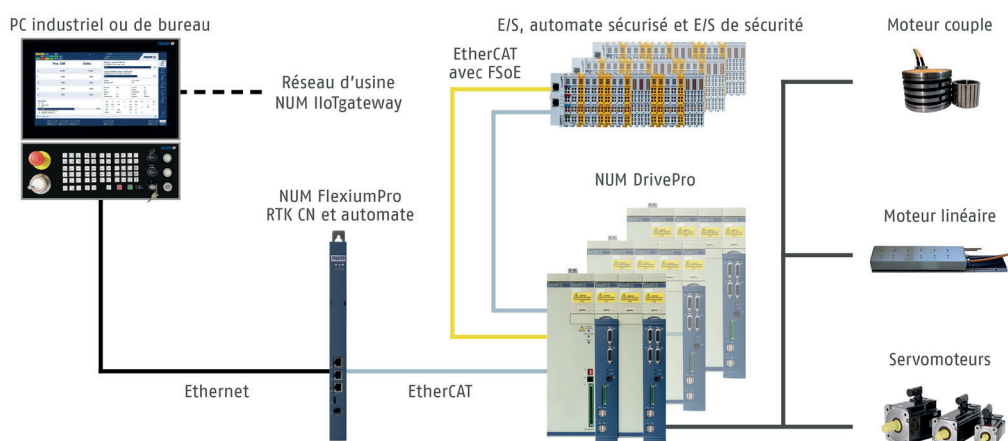 PC industriel ou de bureau
E/S, automate sécurisé et E/S de sécurité
Moteur couple
EtherCAT
avec FSoE
Réseau d'usine
NUM IIoTgateway
NUM DrivePro
NUM FlexiumPro
RTK CN et automate
Moteur linéaire
Ethernet
EtherCAT
Servomoteurs